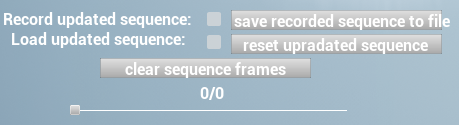 Record updated sequence: save recorded sequence to file
Load updated sequence: reset upradated sequence
clear sequence frames
0/0